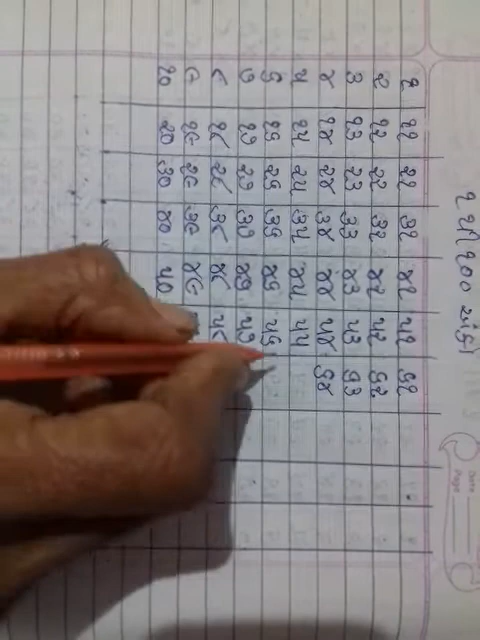 ૧ થી ૧૦૦
Date
Page
૧ ૧૧ ૨૧ ૩૧ ૪૧ ૫૧ ૬૧
૨ ૧૨ ૨૨ ૩૨ ૪૨ ૫૨ ૬૨
૩ ૧૩ ૨૩ ૩૩ ૪૩ ૫૩ ૬૩
૪ ૧૪ ૨૪ ૩૪ ૪૪ ૫૪ ૬૪
૫ ૧૫ ૨૫ ૩૫ ૪૫ ૫૫
૬ ૧૬ ૨૬ ૩૬ ૪૬ ૫૬
૭ ૧૭ ૨૭ ૩૭ ૪૭ ૫૭
૮ ૧૮ ૨૮ ૩૮ ૪૮ ૫૮
૯ ૧૯ ૨૯ ૩૯ ૪૯
૧૦ ૨૦ ૩૦ ૪૦ ૫૦